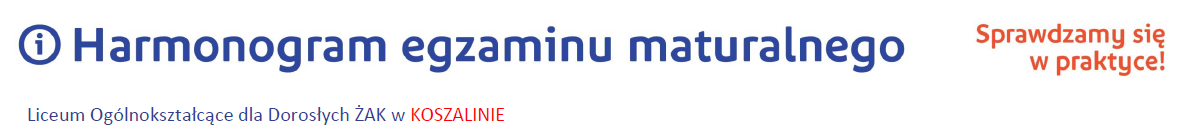 Harmonogram egzaminu maturalnego
Sprawdzamy się
w praktyce!
Liceum Ogólnokształcące dla Dorosłych ŻAK w KOSZALINIE